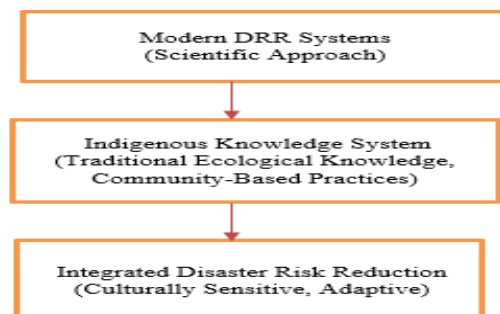 Modern DRR Systems
(Scientific Approach)
Indigenous Knowledge System
(Traditional Ecological Knowledge,
Community-Based Practices)
Integrated Disaster Risk Reduction
(Culturally Sensitive, Adaptive)